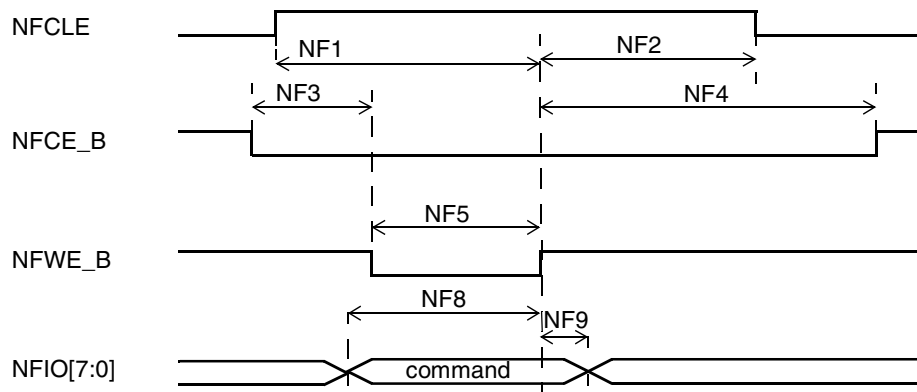 NFCLE
NF1
NF2
NF3
NF4
NFCE_B
NF5
NFWE_B
NF8
NF9
NFIO[7:0]
command